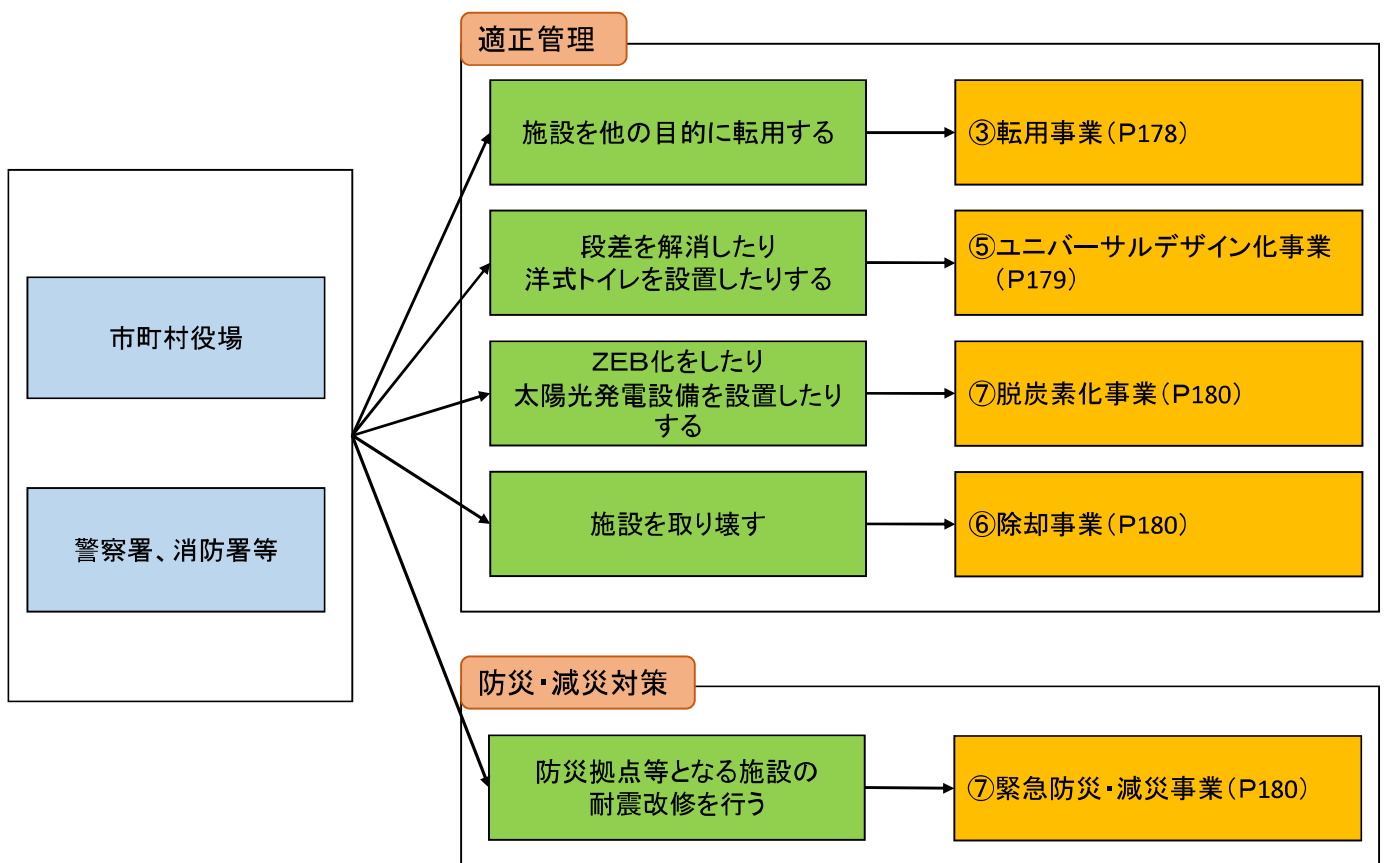 適正管理
施設を他の目的に転用する
③転用事業(P178)
段差を解消したり
洋式トイレを設置したりする
⑤ユニバーサルデザイン化事業
(P179)
市町村役場
ZEB化をしたり
太陽光発電設備を設置したり
する
⑦脱炭素化事業(P180)
警察署、消防署等
施設を取り壊す
⑥除却事業(P180)
防災・減災対策
防災拠点等となる施設の
耐震改修を行う
⑦緊急防災・減災事業(P180)